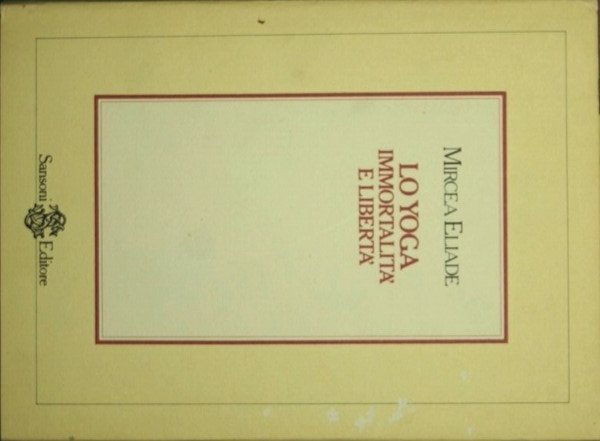 MIRCEA ELIADE
LO YOGA
IMMORTALITA'
E LIBERTA'
Sansoni Editore